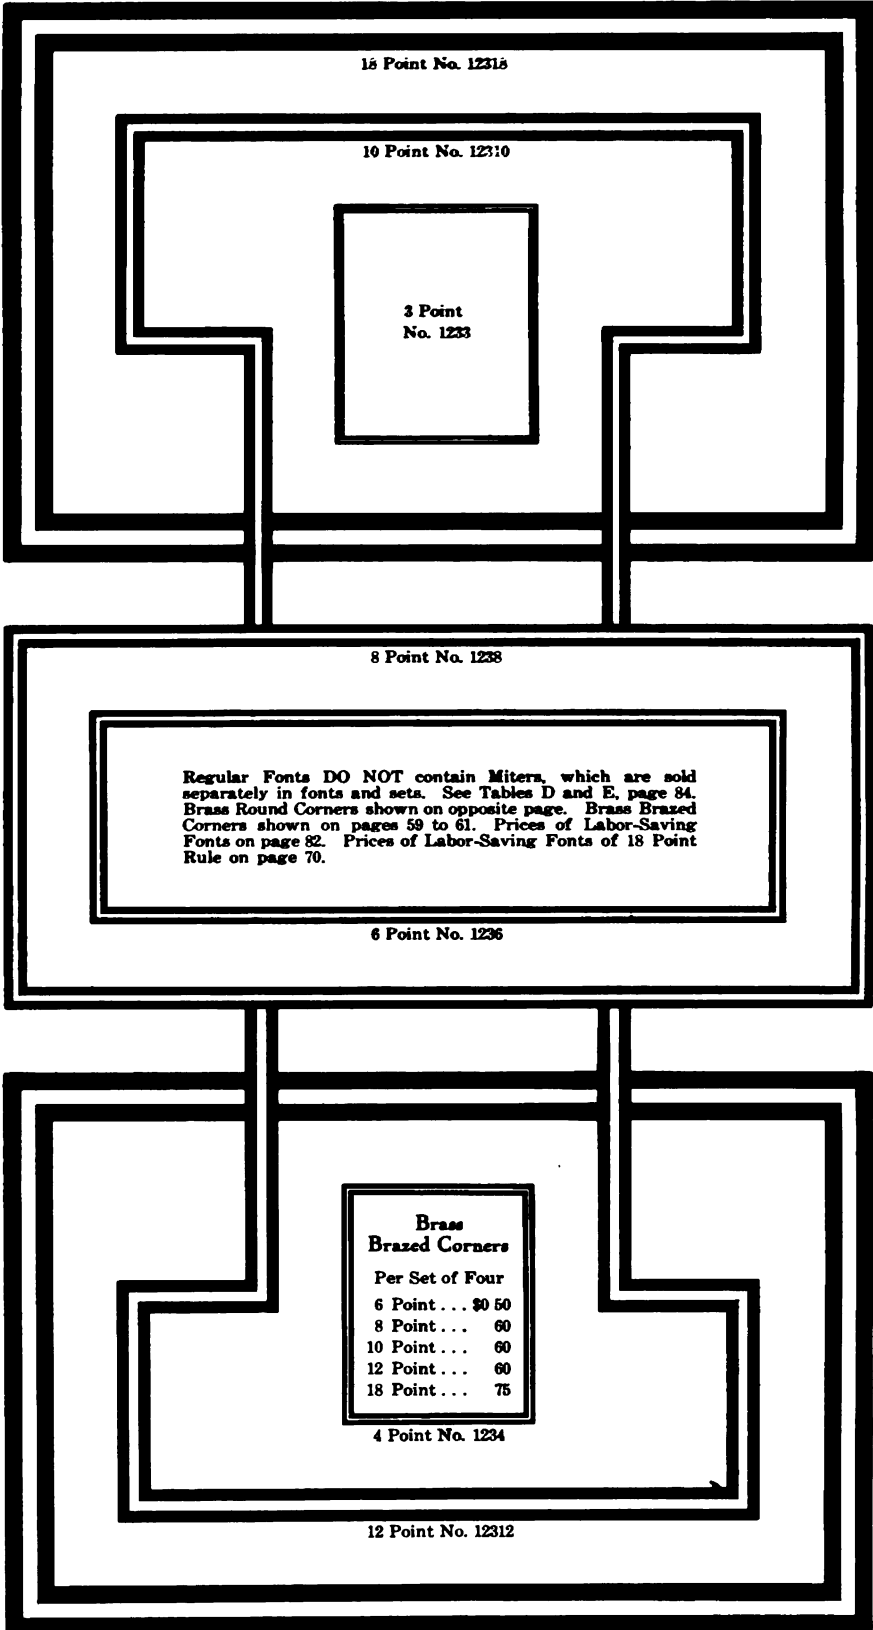 18 Point No. 12318
10 Point No. 12310
3 Point
No. 1233
8 Point No. 1238
Regular Fonts DO NOT contain Miters, which are sold
separately in fonts and sets. See Tables D and E, page 84.
Brass Round Corners shown on opposite page. Brass Brazed
Corners shown on pages 59 to 61. Prices of Labor-Saving
Fonts on page 82. Prices of Labor-Saving Fonts of 18 Point
Rule on page 70.
6 Point No. 1236
Brass
Brazed Corners
Per Set of Four
6 Point... $0 50
8 Point... 60
10 Point... 60
12 Point... 60
18 Point... 75
4 Point No. 1234
12 Point No. 12312